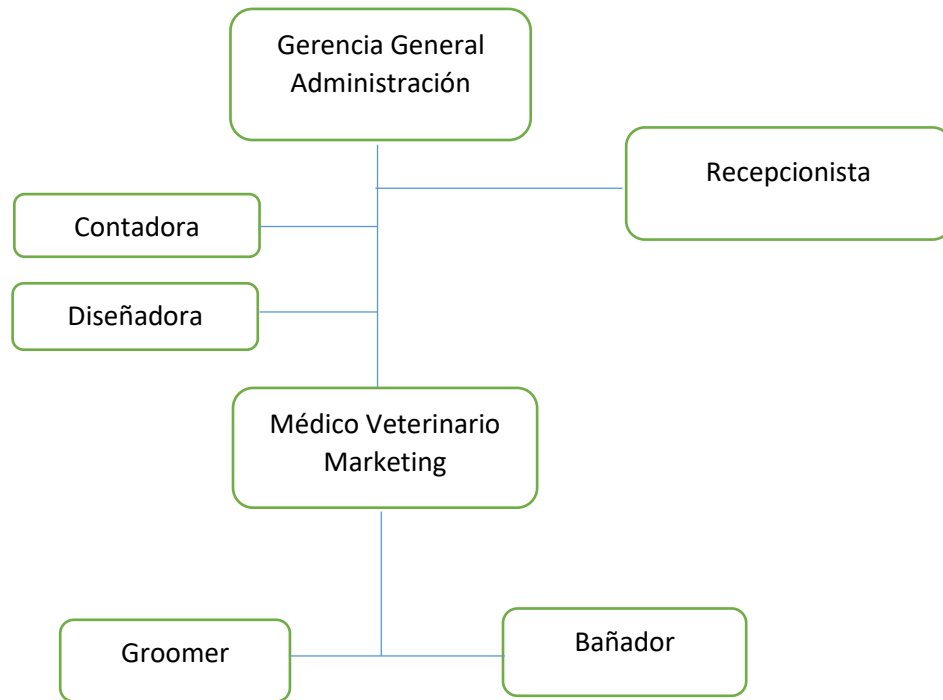 Gerencia General
Administración
Recepcionista
Contadora
Diseñadora
Médico Veterinario
Marketing
Groomer
Bañador